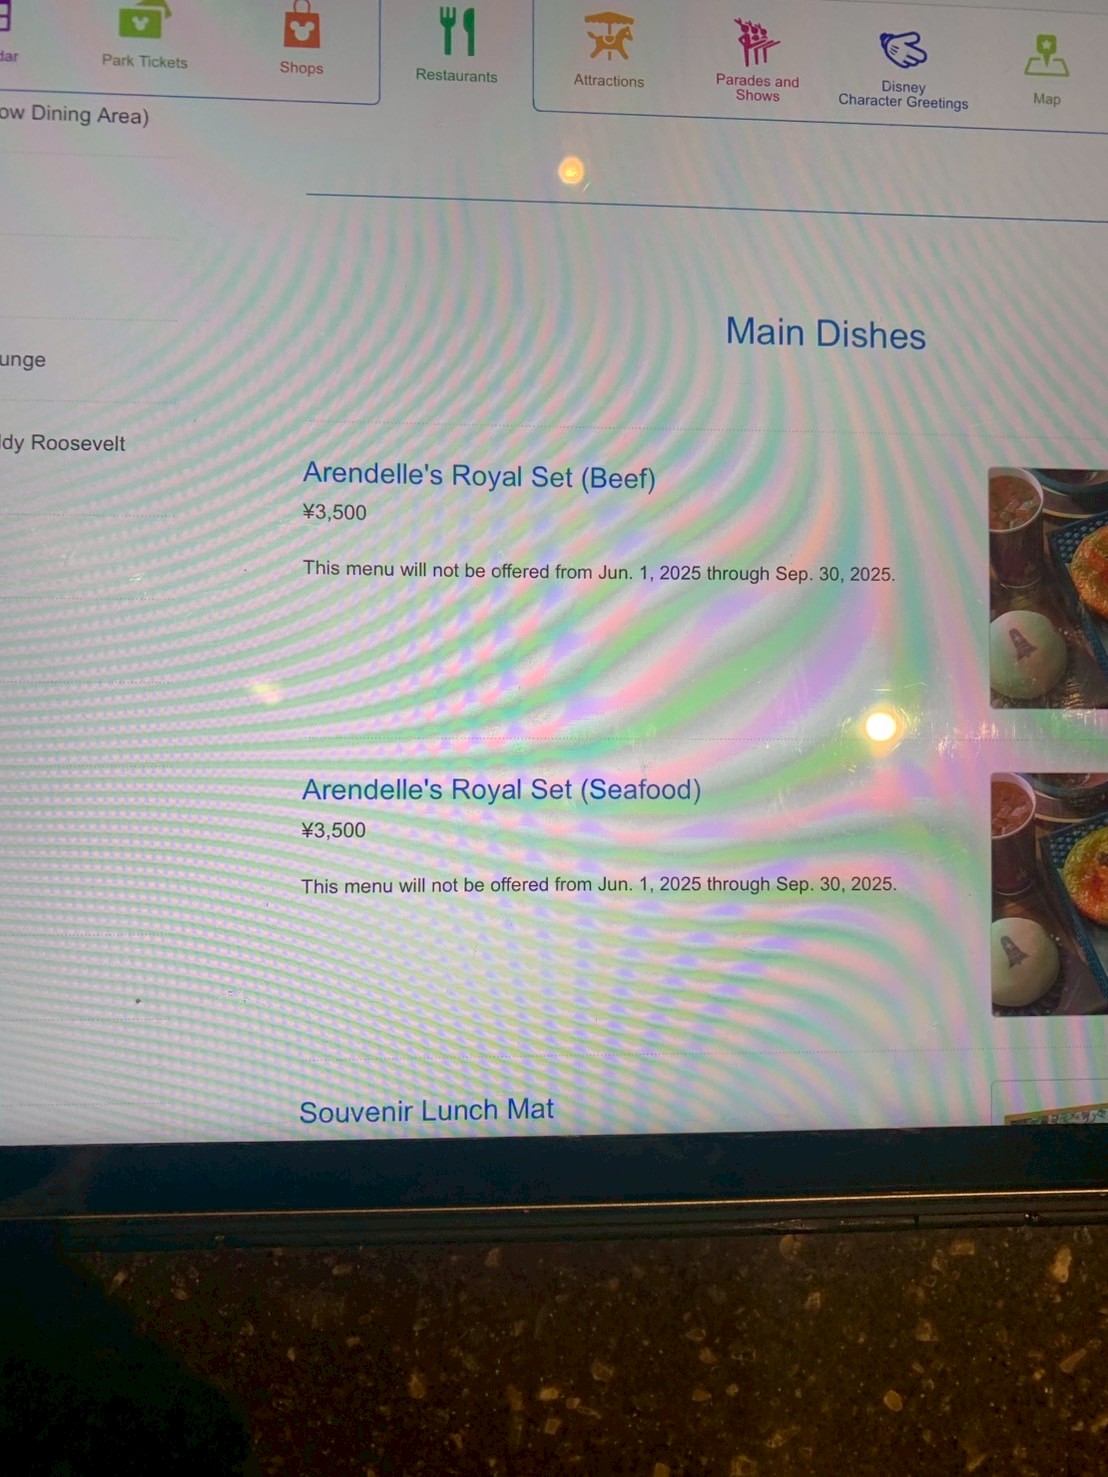 dar
Park Tickets
Shops
Restaurants
Attractions
Parades and
Shows
Disney
Character Greetings
Map
ow Dining Area)
unge
ldy Roosevelt
Main Dishes
Arendelle's Royal Set (Beef)
¥3,500
This menu will not be offered from Jun. 1, 2025 through Sep. 30, 2025.
Arendelle's Royal Set (Seafood)
¥3,500
This menu will not be offered from Jun. 1, 2025 through Sep. 30, 2025.
Souvenir Lunch Mat